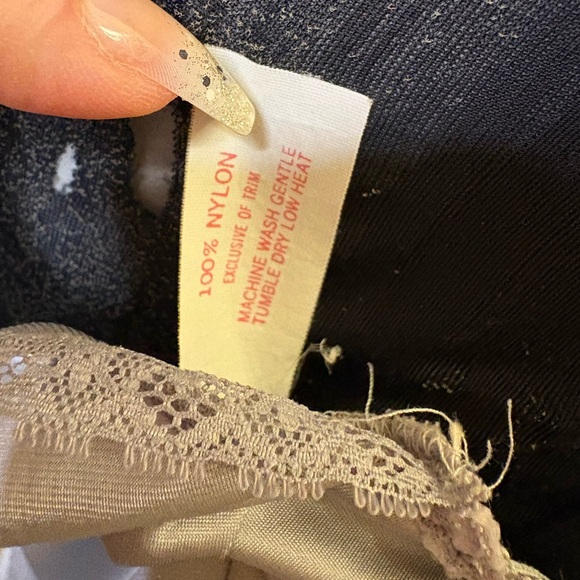 100% NYLON
EXCLUSIVE OF TRIM
MACHINE WASH GENTLE
TUMBLE DRY LOW HEAT